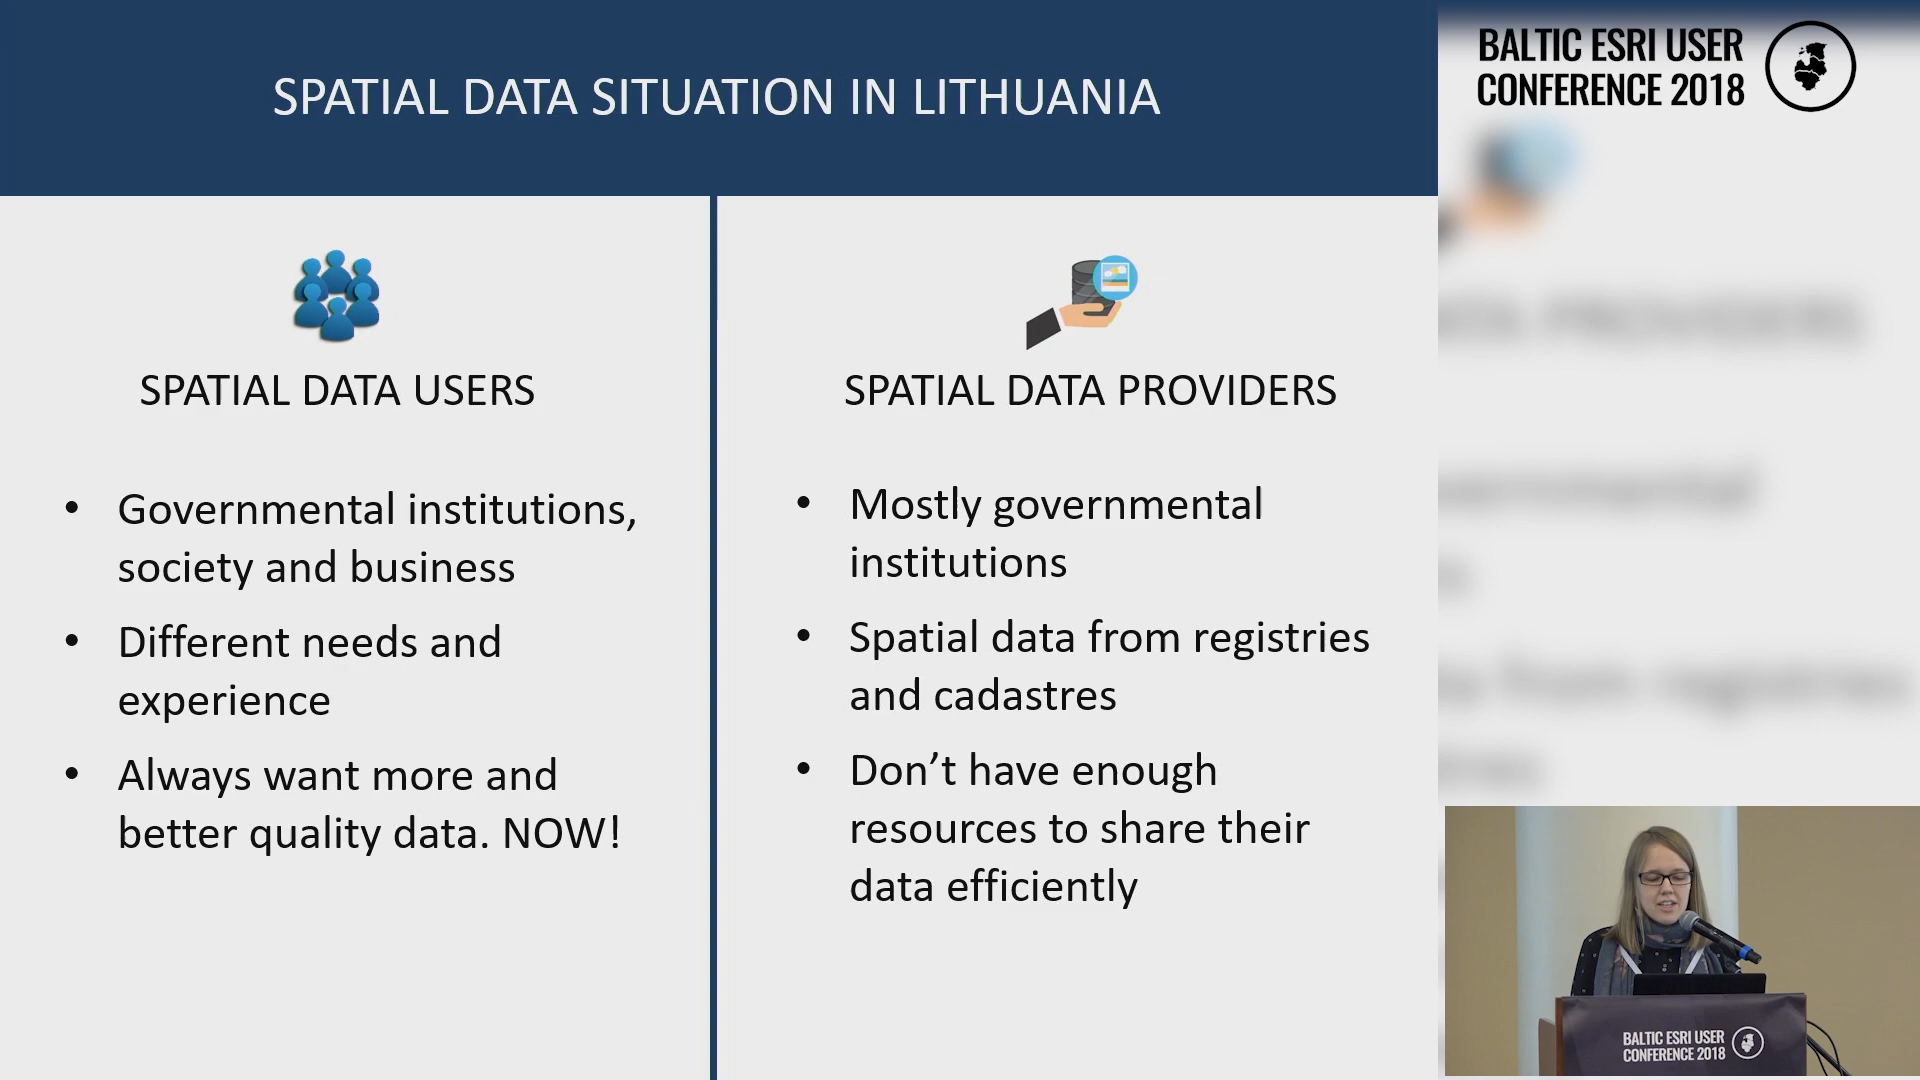 SPATIAL DATA SITUATION IN LITHUANIA
BALTIC ESRI USER
CONFERENCE 2018
SPATIAL DATA USERS
• Governmental institutions,
society and business
• Different needs and
experience
• Always want more and
better quality data. NOW!
SPATIAL DATA PROVIDERS
• Mostly governmental
institutions
• Spatial data from registries
and cadastres
• Don’t have enough
resources to share their
data efficiently
BALTIC ESRI USER
CONFERENCE 2018